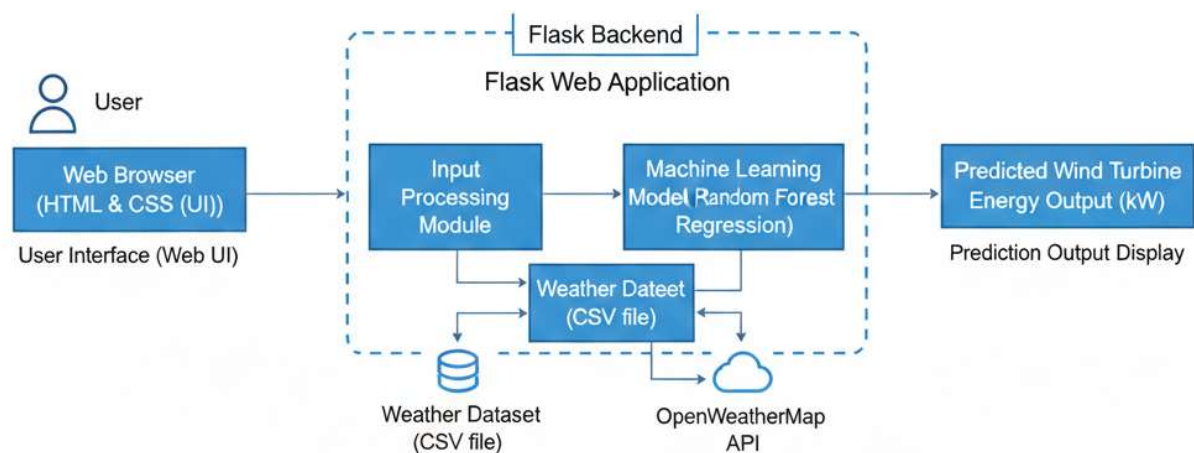 Flask Backend
Flask Web Application
User
Web Browser
(HTML & CSS (UI))
User Interface (Web UI)
Input
Processing
Module
Machine Learning
Model Random Forest
Regression)
Predicted Wind Turbine
Energy Output (kW)
Prediction Output Display
Weather Dateet
(CSV file)
Weather Dataset
(CSV file)
OpenWeatherMap
API